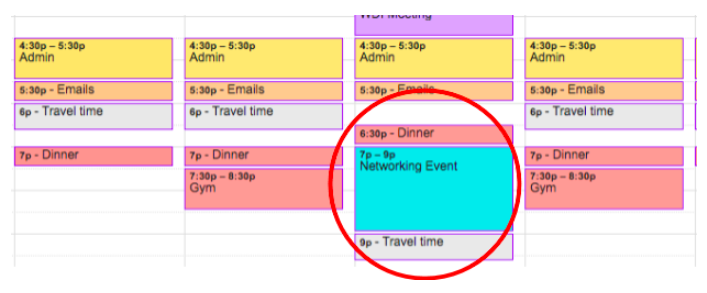 WDI Meeting
4:30p – 5:30p
Admin
5:30p - Emails
6p - Travel time
7p - Dinner
4:30p – 5:30p
Admin
5:30p - Emails
6p - Travel time
7p - Dinner
7:30p – 8:30p
Gym
4:30p – 5:30p
Admin
5:30p - Emails
6:30p - Dinner
7p – 9p
Networking Event
9p - Travel time
4:30p – 5:30p
Admin
5:30p - Emails
6p - Travel time
7p - Dinner
7:30p – 8:30p
Gym